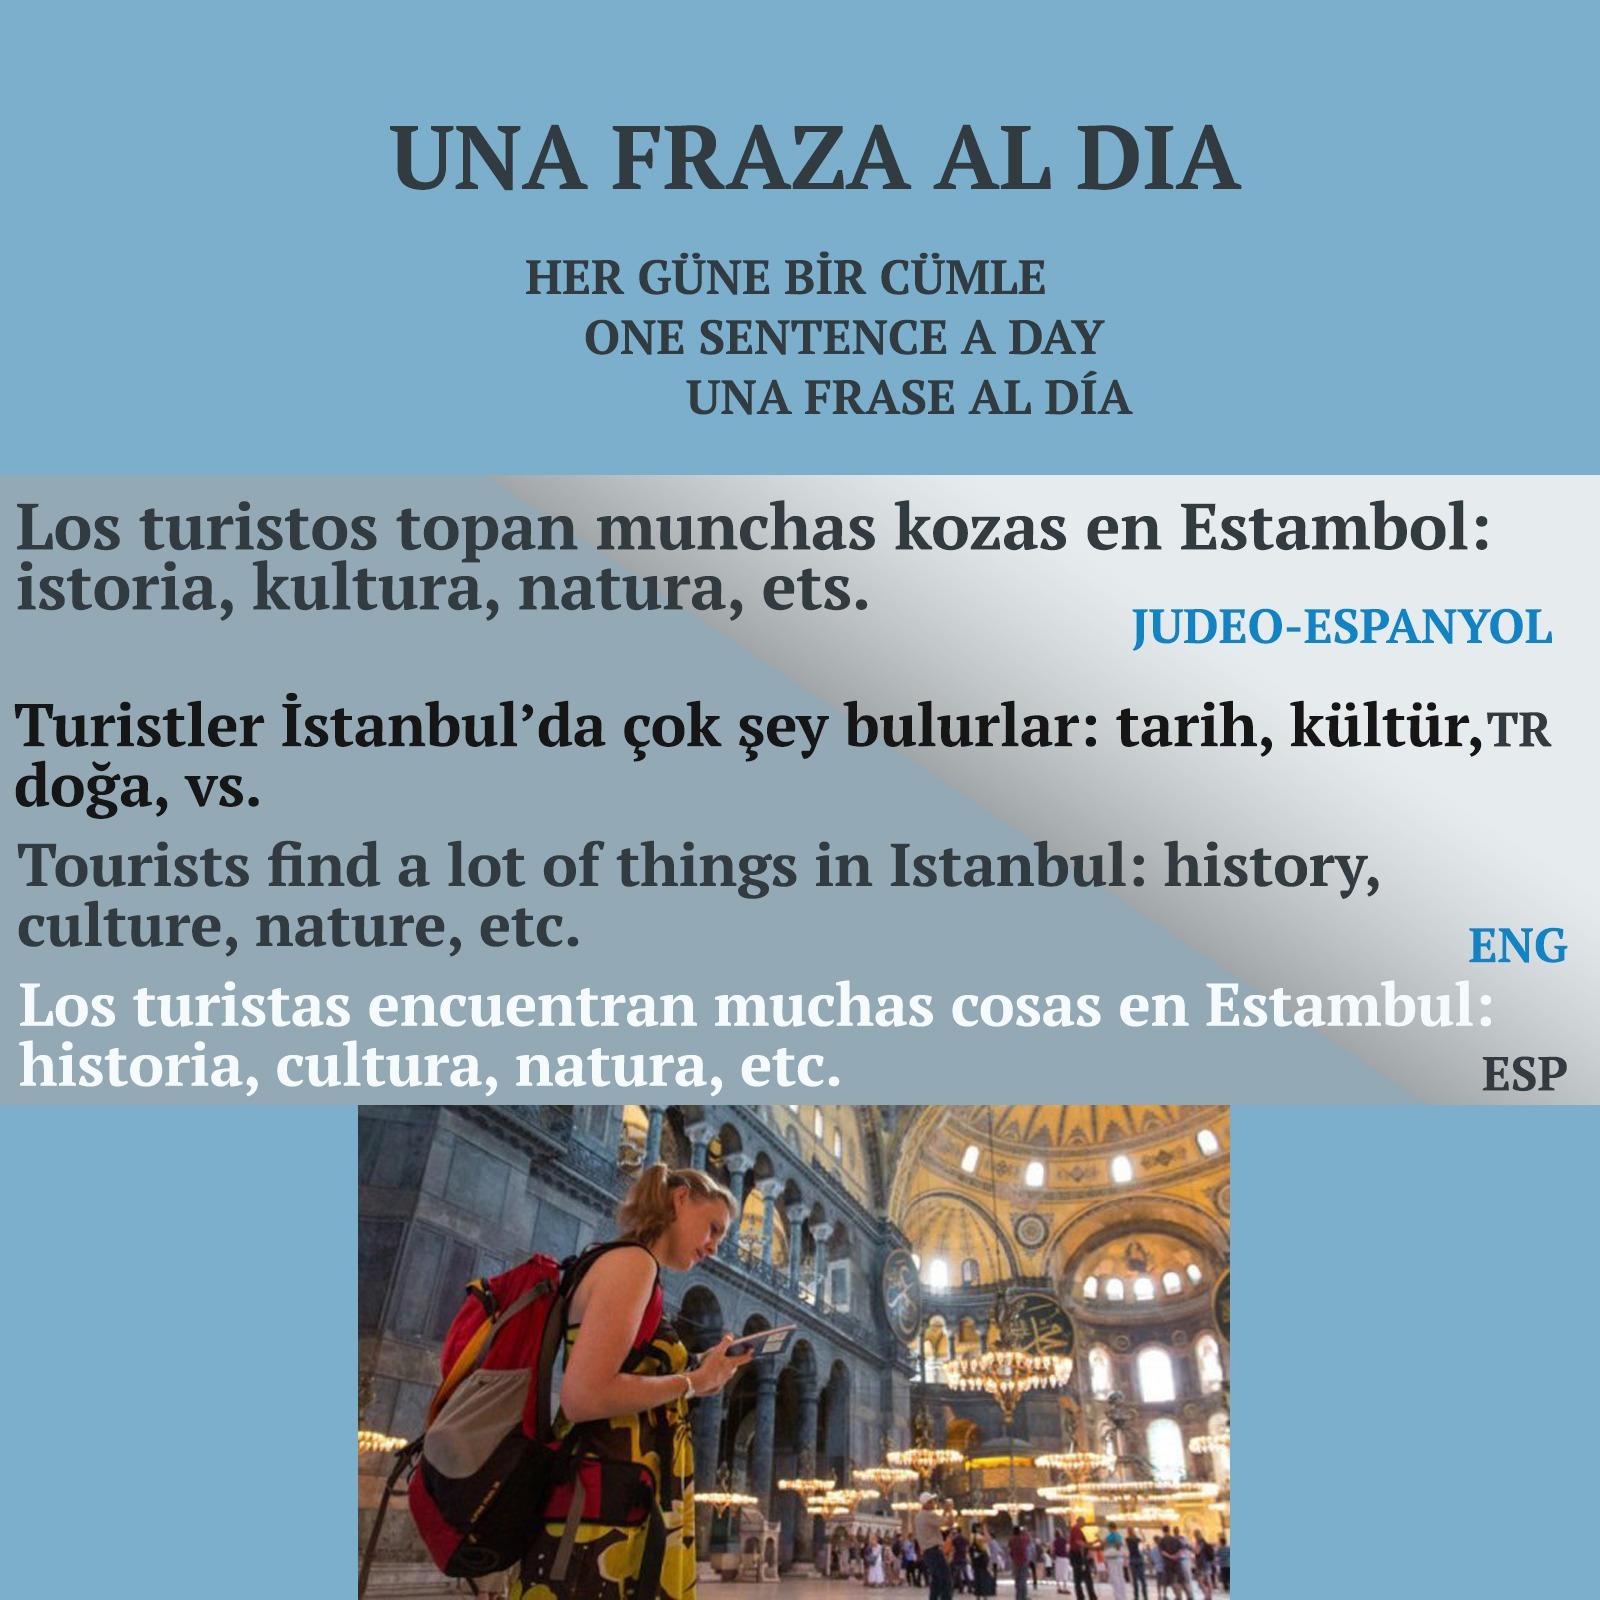 UNA FRAZA AL DIA
HER GÜNE BİR CÜMLE
ONE SENTENCE A DAY
UNA FRASE AL DÍA
Los turistos topan munchas kozas en Estambol:
istoria, kultura, natura, ets.
JUDEO-ESPANYOL
Turistler İstanbul’da çok şey bulurlar: tarih, kültür,TR
doğa, vs.
Tourists find a lot of things in Istanbul: history,
culture, nature, etc.
ENG
Los turistas encuentran muchas cosas en Estambul:
historia, cultura, natura, etc.
ESP